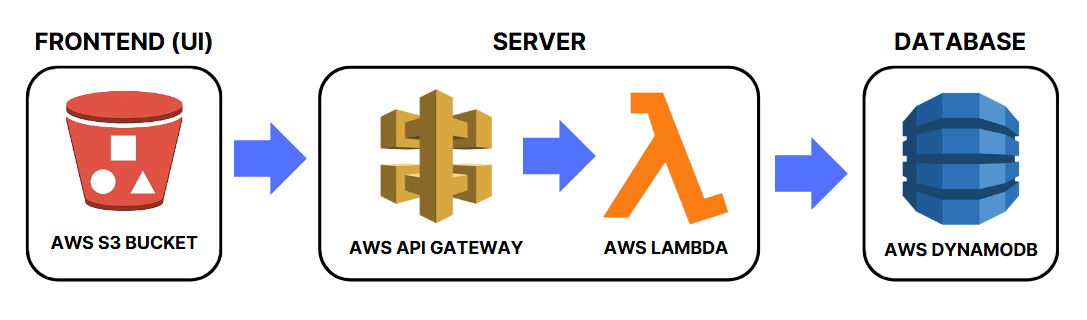 FRONTEND (UI)
SERVER
DATABASE
AWS S3 BUCKET
AWS API GATEWAY
AWS LAMBDA
AWS DYNAMODB